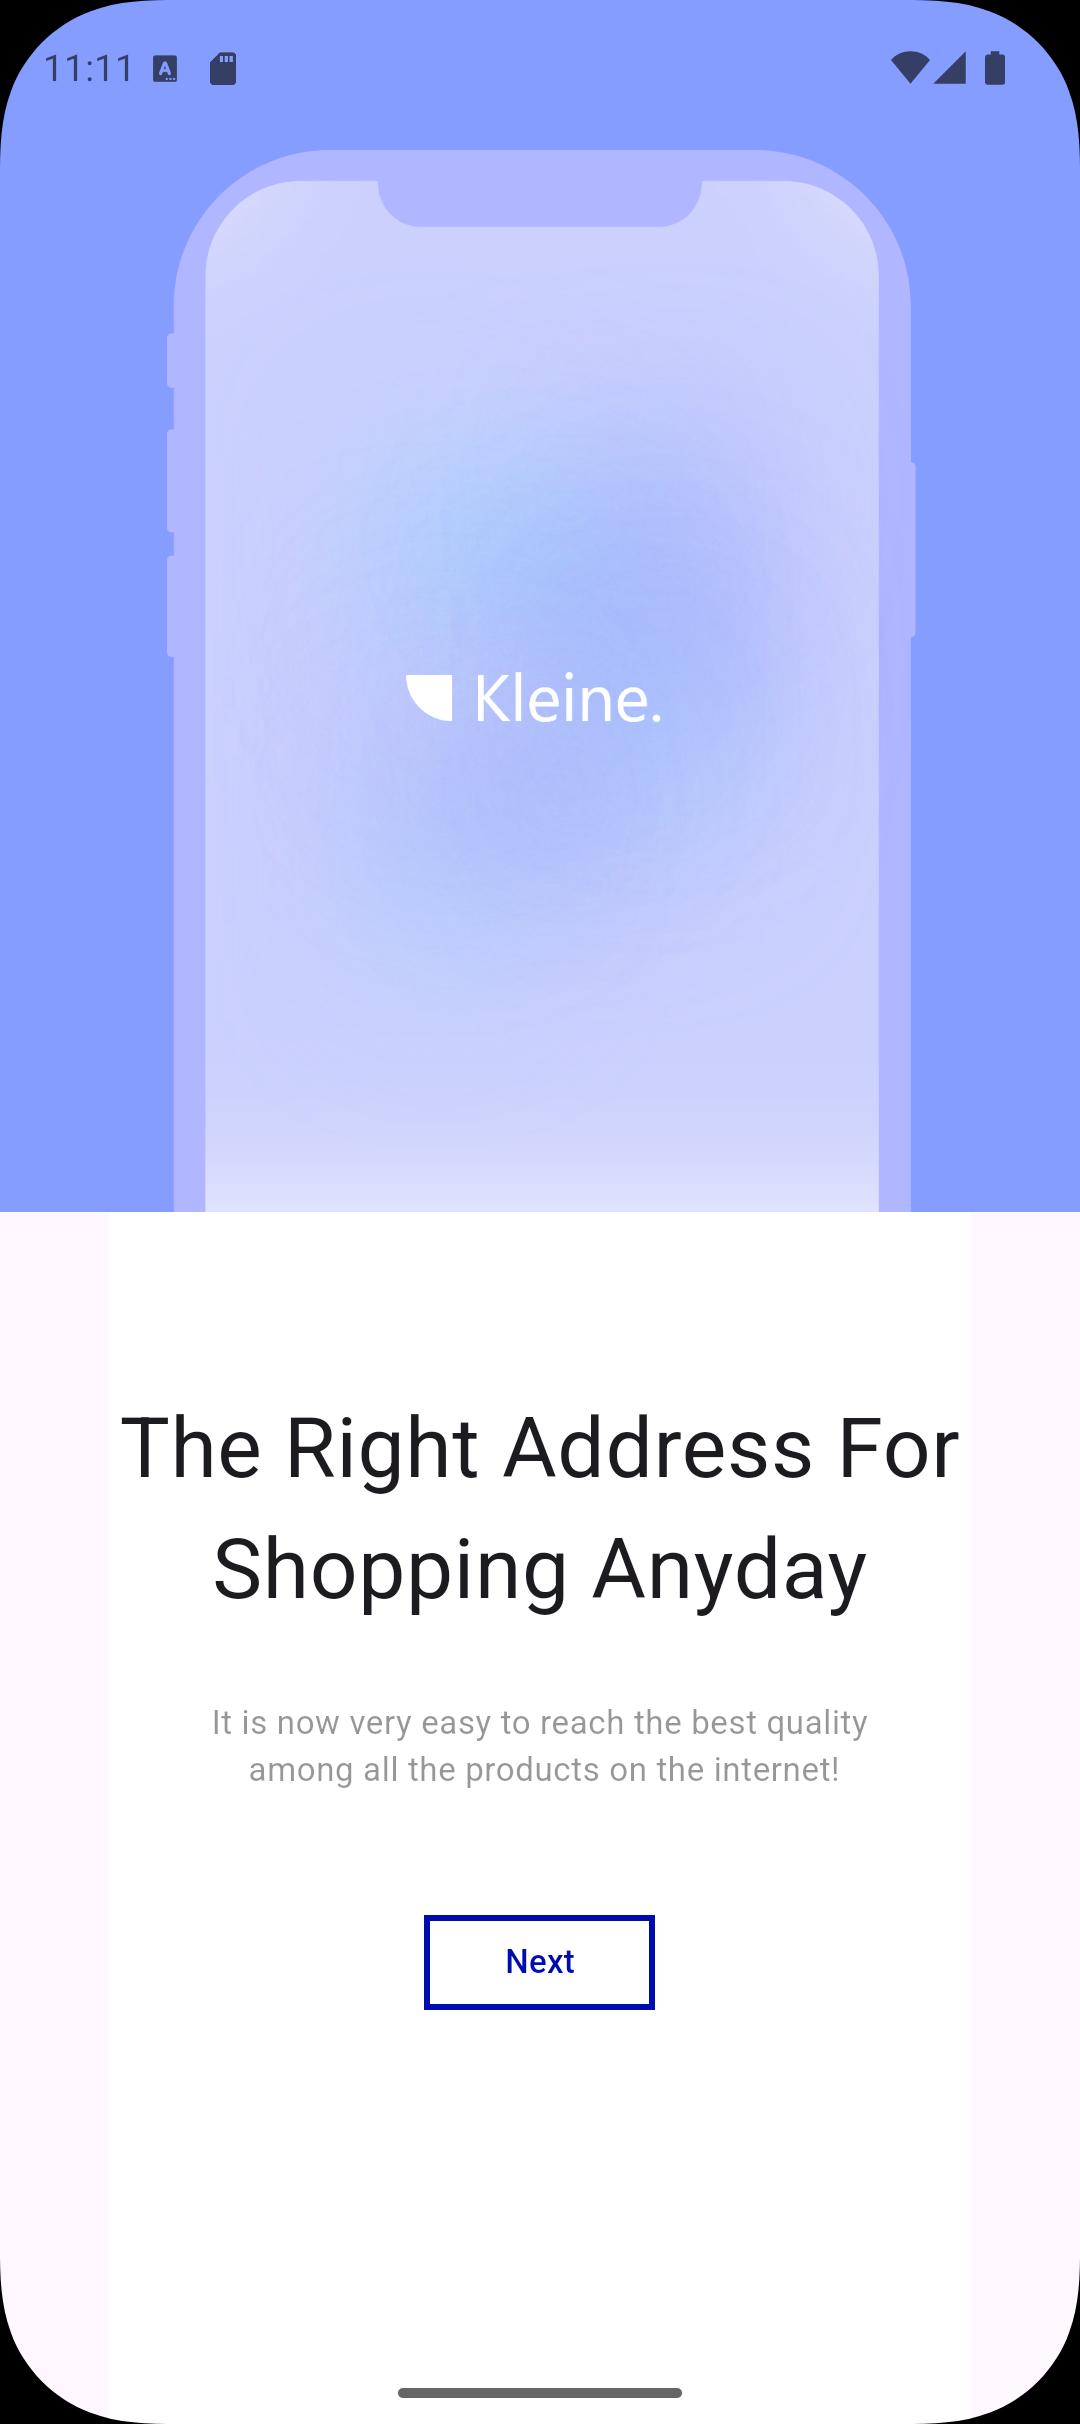 11:11
Kleine.
The Right Address For
Shopping Anyday
It is now very easy to reach the best quality
among all the products on the internet!
Next